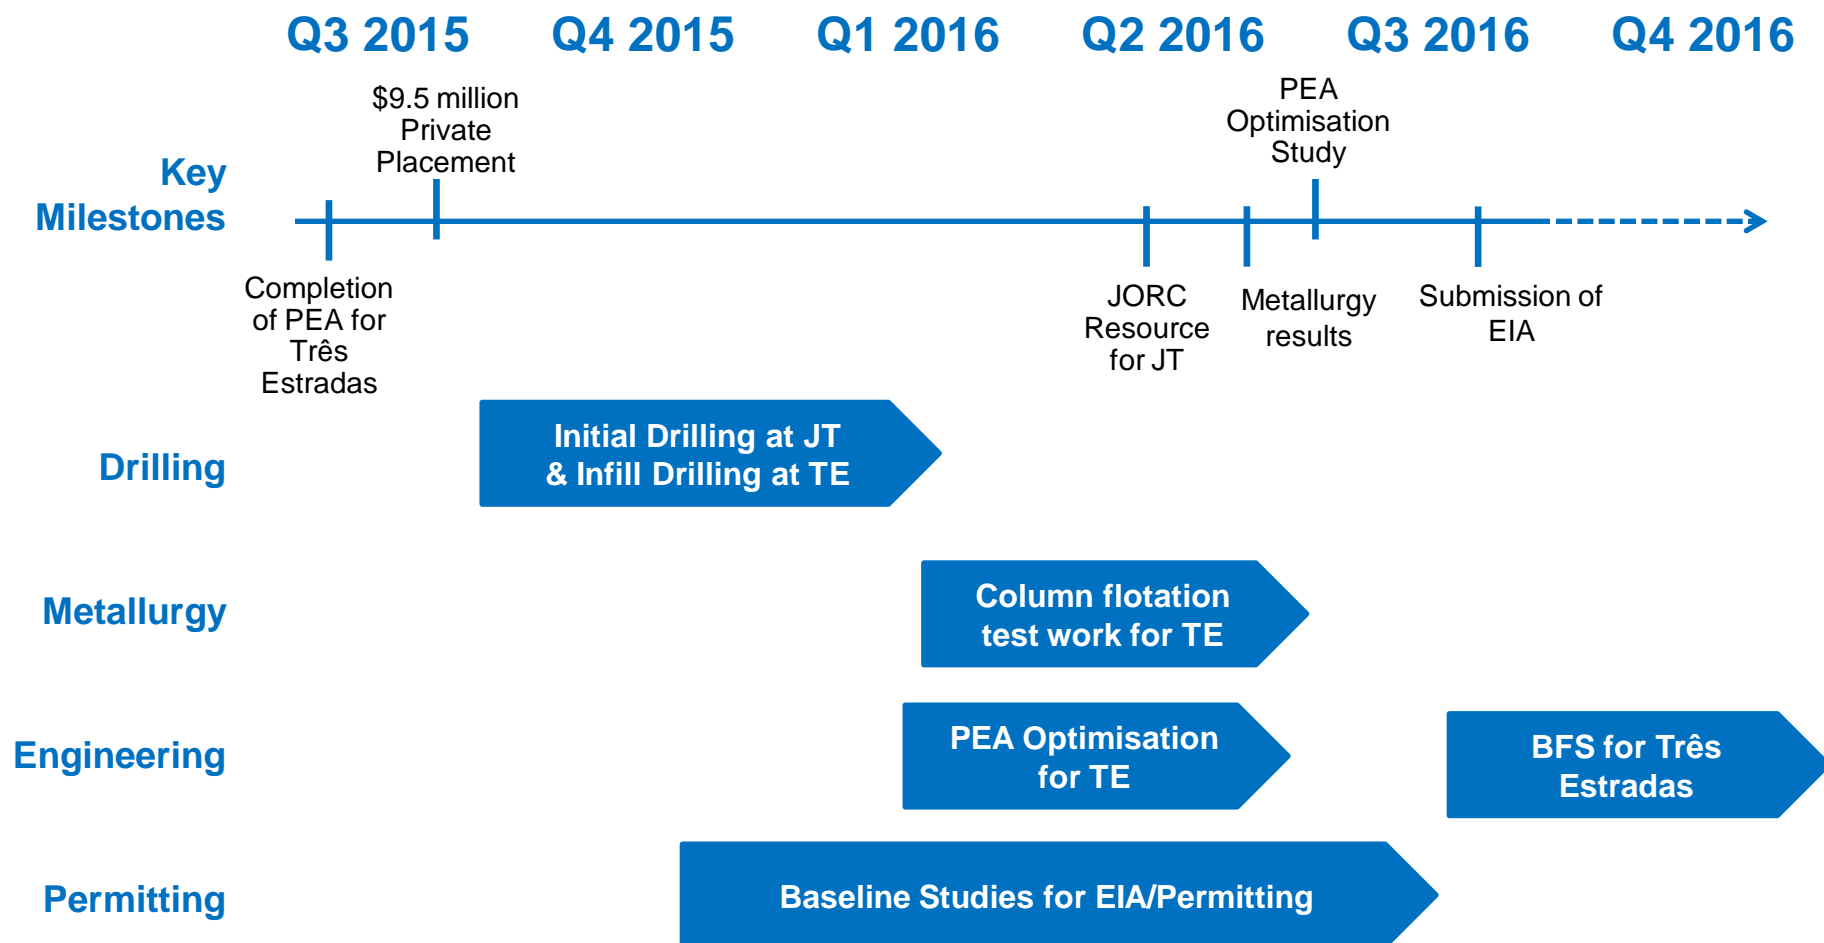 Q3 2015 Q4 2015 Q1 2016 Q2 2016 Q3 2016 Q4 2016
$9.5 million
Private
Placement
PEA
Optimisation
Study
Key
Milestones
Completion
of PEA for
Três
Estradas
JORC
Resource
for JT
Metallurgy
results
Submission of
EIA
Drilling
Initial Drilling at JT
& Infill Drilling at TE
Metallurgy
Column flotation
test work for TE
Engineering
PEA Optimisation
for TE
BFS for Três
Estradas
Permitting
Baseline Studies for EIA/Permitting